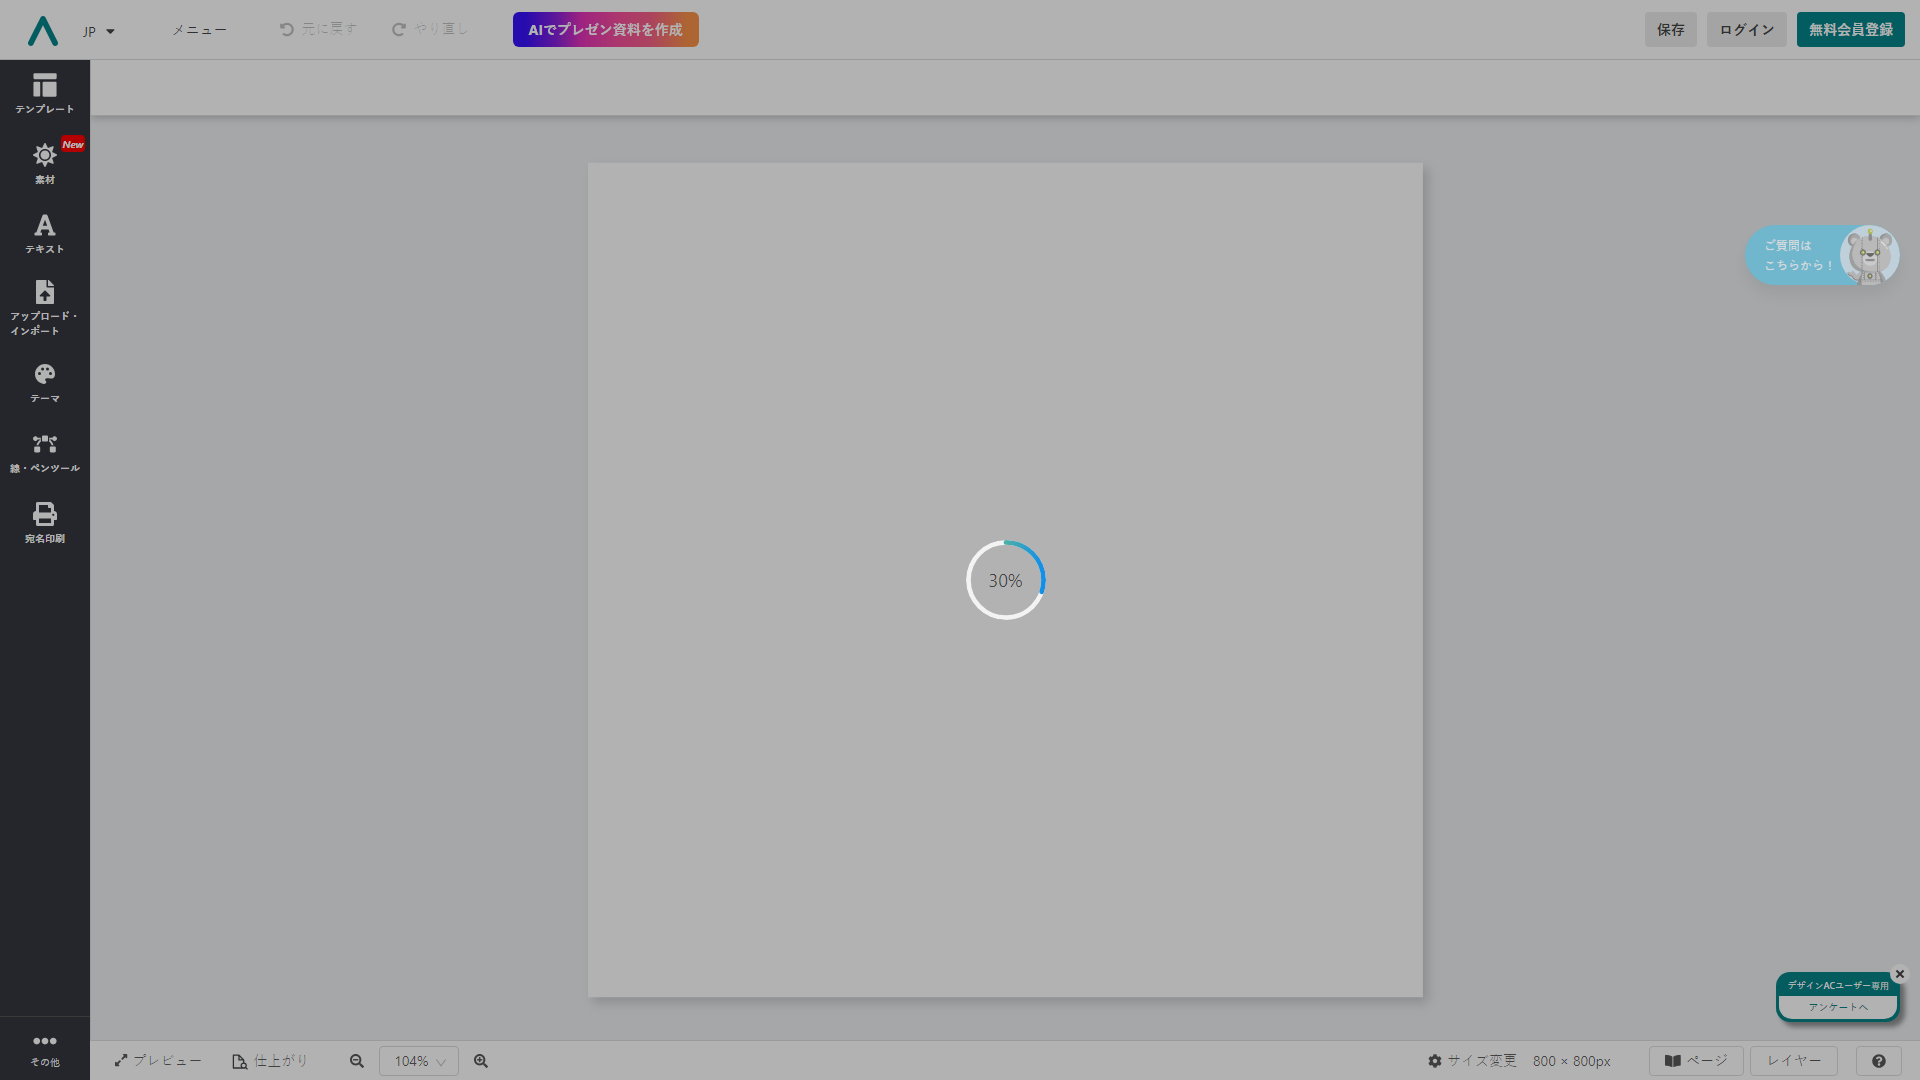 JP
メニュー
元に戻す
やり直し
AIでプレゼン資料を作成
保存
ログイン
無料会員登録
テンプレート
New
素材
テキスト
アップロード・
インポート
テーマ
線・ペンツール
宛名印刷
その他
ご質問は
こちらから！
30%
デザインACユーザー専用
アンケートへ
プレビュー
仕上がり
104%
サイズ変更
800 × 800px
ページ
レイヤー